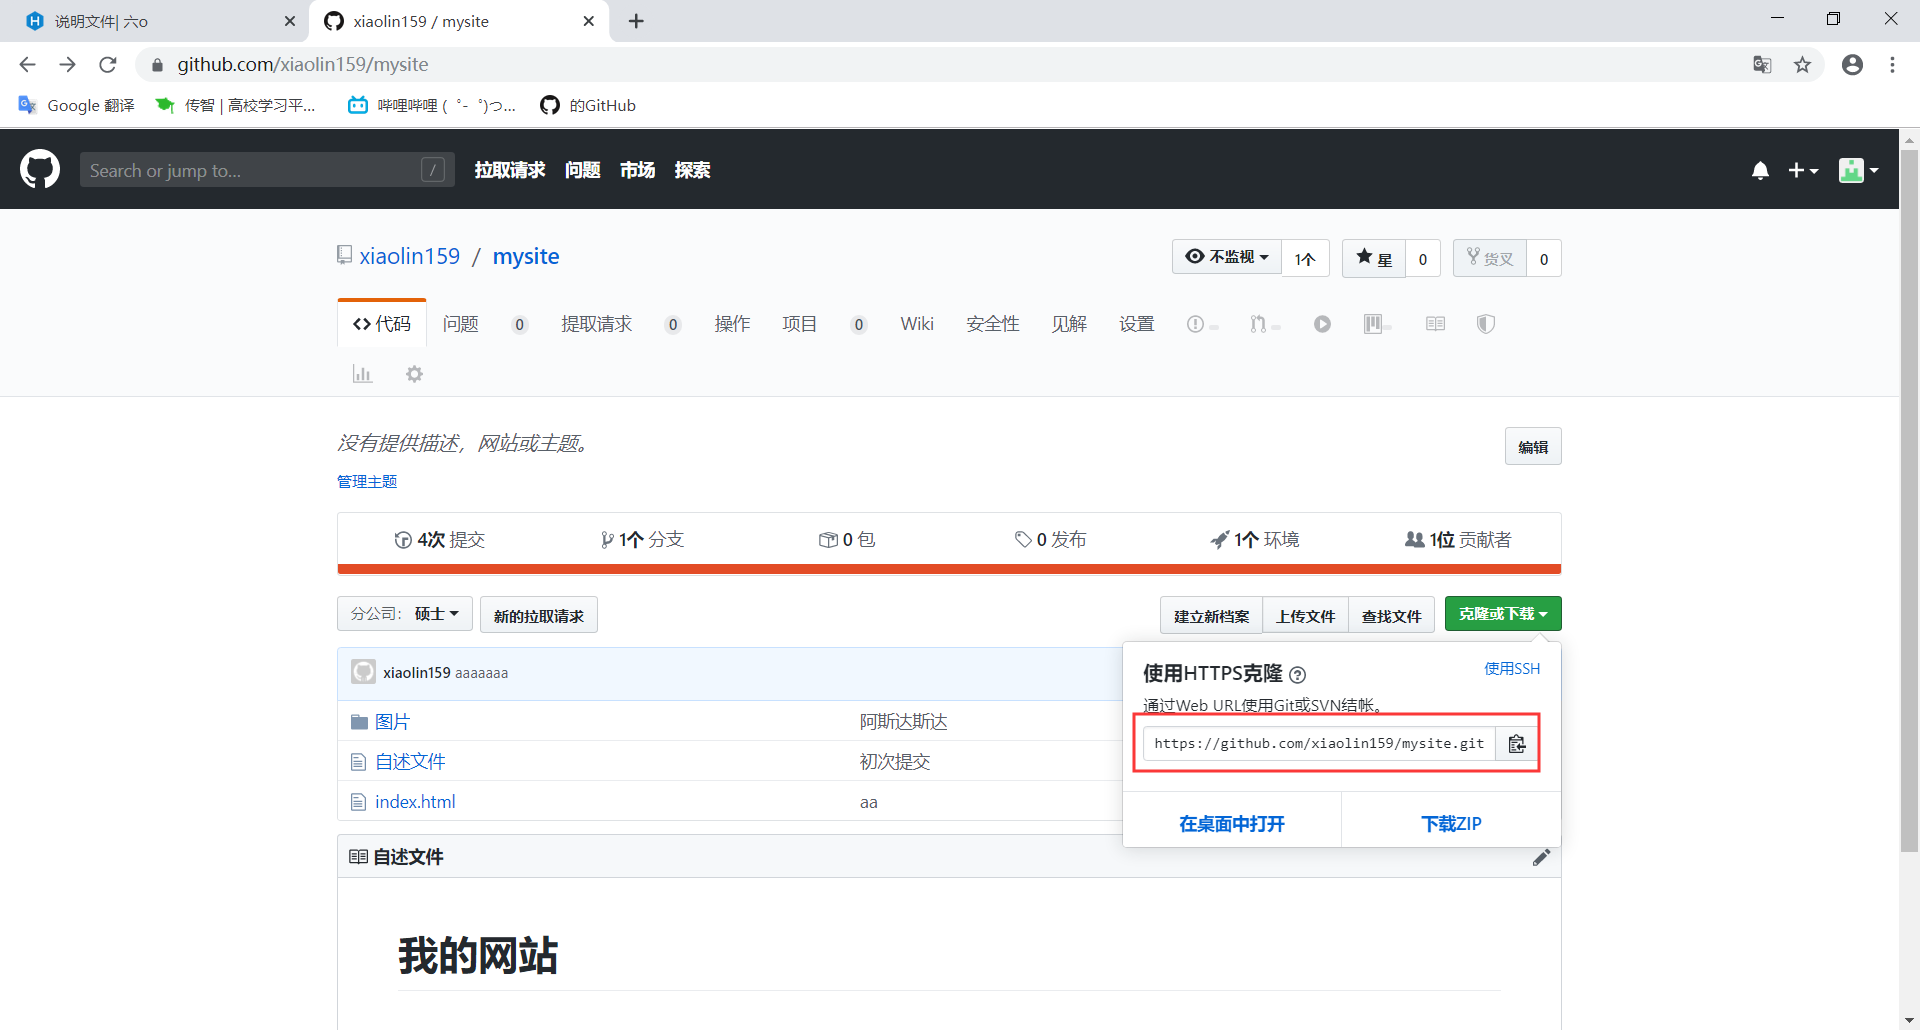 说明文件| 六o
xiaolin159 / mysite
github.com/xiaolin159/mysite
Google 翻译
传智 | 高校学习平...
哔哩哔哩 ( ゜- ゜)つ...
的GitHub
Search or jump to...
/
拉取请求 问题 市场 探索
xiaolin159 / mysite
不监视 1个
星 0
货叉 0
代码 问题 0 提取请求 0 操作 项目 0 Wiki 安全性 见解 设置
没有提供描述，网站或主题。
编辑
管理主题
4次 提交 1个 分支 0 包 0 发布 1个 环境 1位 贡献者
分公司： 硕士 新的拉取请求 建立新档案 上传文件 查找文件 克隆或下载
xiaolin159 aaaaaaa
图片 阿斯达斯达
自述文件 初次提交
index.html aa
使用HTTPS克隆 使用SSH
通过Web URL使用Git或SVN结帐。
https://github.com/xiaolin159/mysite.git
在桌面中打开 下载ZIP
自述文件
我的网站